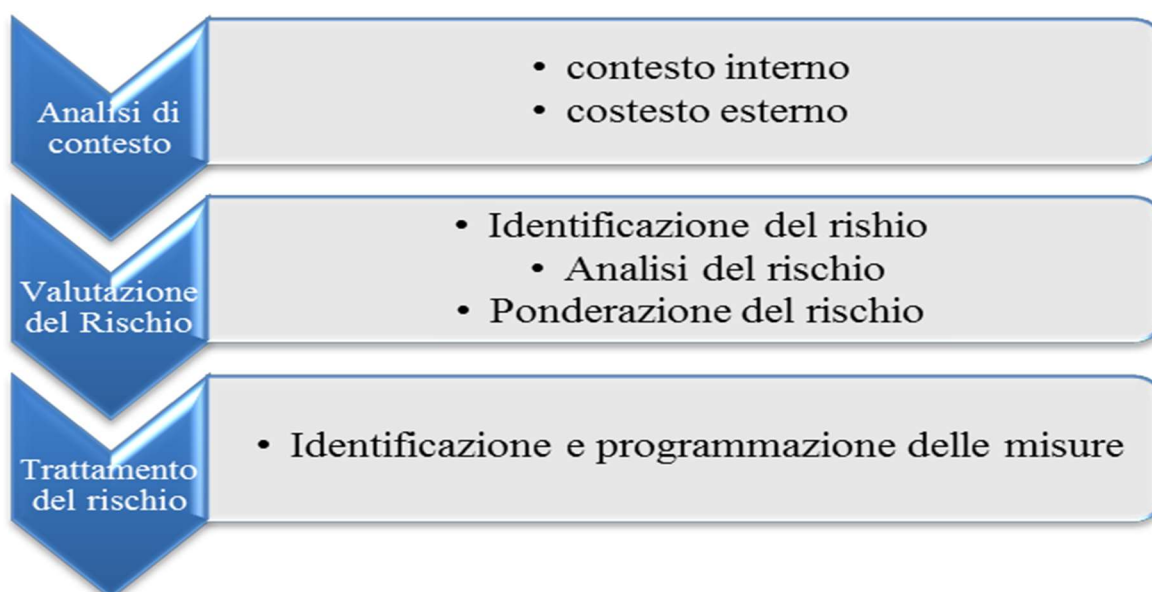 Analisi di
contesto
• contesto interno
• costesto esterno
Valutazione
del Rischio
• Identificazione del rishio
• Analisi del rischio
• Ponderazione del rischio
Trattamento
del rischio
• Identificazione e programmazione delle misure